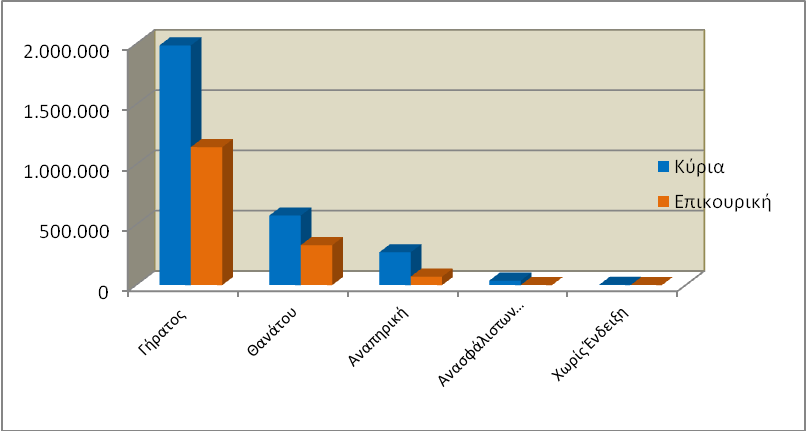 2.000.000
1.500.000
1.000.000
500.000
0
Κύρια
Επικουρική
Γήρατος
Θανάτου
Αναπηρική
Ανασφάλιστων...
Χωρίς Ένδειξη